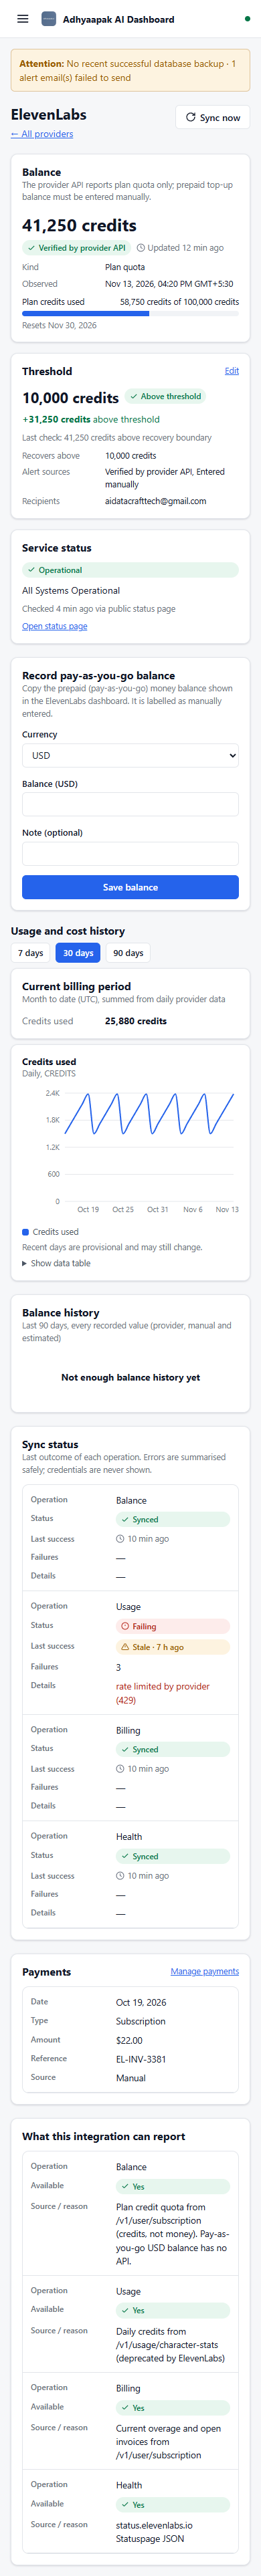 Adhyaapak AI Dashboard
Attention: No recent successful database backup · 1
alert email(s) failed to send
ElevenLabs
← All providers
Sync now
Balance
The provider API reports plan quota only; prepaid top-up
balance must be entered manually.
41,250 credits
Verified by provider API
Updated 12 min ago
Kind Plan quota
Observed Nov 13, 2026, 04:20 PM GMT+5:30
Plan credits used 58,750 credits of 100,000 credits
Resets Nov 30, 2026
Threshold Edit
10,000 credits Above threshold
+31,250 credits above threshold
Last check: 41,250 credits above recovery boundary
Recovers above 10,000 credits
Alert sources Verified by provider API, Entered
manually
Recipients aidatacrafttech@gmail.com
Service status
Operational
All Systems Operational
Checked 4 min ago via public status page
Open status page
Record pay-as-you-go balance
Copy the prepaid (pay-as-you-go) money balance shown
in the ElevenLabs dashboard. It is labelled as manually
entered.
Currency
USD
Balance (USD)
Note (optional)
Save balance
Usage and cost history
7 days 30 days 90 days
Current billing period
Month to date (UTC), summed from daily provider data
Credits used 25,880 credits
Credits used
Daily, CREDITS
2.4K
1.8K
1.2K
600
0
Oct 19 Oct 25 Oct 31 Nov 6 Nov 13
Credits used
Recent days are provisional and may still change.
Show data table
Balance history
Last 90 days, every recorded value (provider, manual and
estimated)
Not enough balance history yet
Sync status
Last outcome of each operation. Errors are summarised
safely; credentials are never shown.
Operation Balance
Status Synced
Last success 10 min ago
Failures —
Details —
Operation Usage
Status Failing
Last success Stale · 7 h ago
Failures 3
Details rate limited by provider
(429)
Operation Billing
Status Synced
Last success 10 min ago
Failures —
Details —
Operation Health
Status Synced
Last success 10 min ago
Failures —
Details —
Payments Manage payments
Date Oct 19, 2026
Type Subscription
Amount $22.00
Reference EL-INV-3381
Source Manual
What this integration can report
Operation Balance
Available Yes
Source / reason Plan credit quota from
/v1/user/subscription
(credits, not money). Pay-as-
you-go USD balance has no
API.
Operation Usage
Available Yes
Source / reason Daily credits from
/v1/usage/character-stats
(deprecated by ElevenLabs)
Operation Billing
Available Yes
Source / reason Current overage and open
invoices from
/v1/user/subscription
Operation Health
Available Yes
Source / reason status.elevenlabs.io
Statuspage JSON